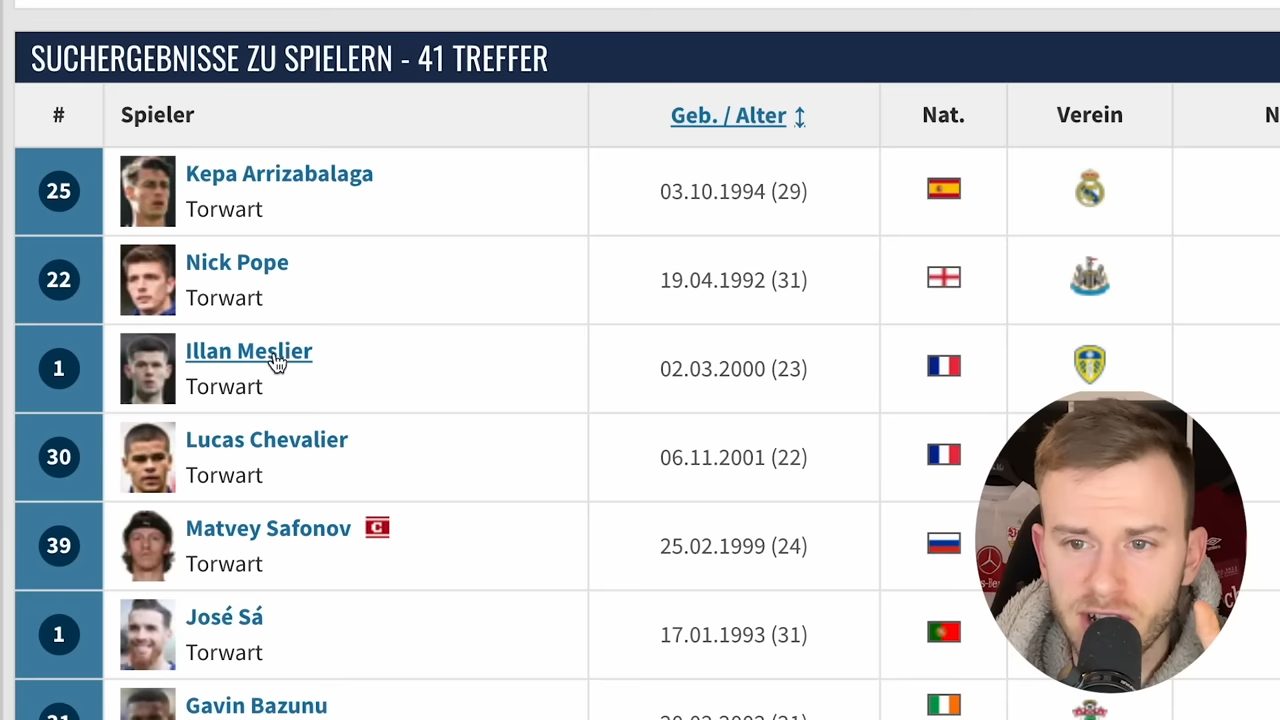 SUCHERGEBNISSE ZU SPIELERN - 41 TREFFER
# Spieler Geb. / Alter Nat. Verein N
25 Kepa Arrizabalaga 03.10.1994 (29)
Torwart
22 Nick Pope 19.04.1992 (31)
Torwart
1 Illan Meslier 02.03.2000 (23)
Torwart
30 Lucas Chevalier 06.11.2001 (22)
Torwart
39 Matvey Safonov C 25.02.1999 (24)
Torwart
1 José Sá 17.01.1993 (31)
Torwart
Gavin Bazunu